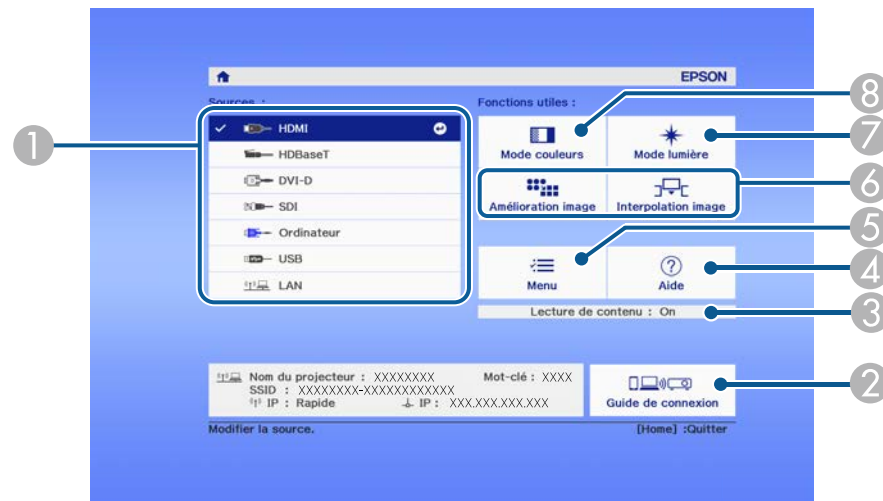 EPSON
Sources :
Fonctions utiles :
HDMI
HDBaseT
DVI-D
SDI
Ordinateur
USB
LAN
Mode couleurs
Mode lumière
Amélioration image
Interpolation image
Menu
Aide
Lecture de contenu : On
Nom du projecteur : XXXXXXXX
Mot-clé : XXXX
SSID : XXXXXXXX-XXXXXXXXXXXX
IP : Rapide
IP : XXX.XXX.XXX.XXX
Guide de connexion
Modifier la source.
[Home] :Quitter
1
8
7
6
5
4
3
2